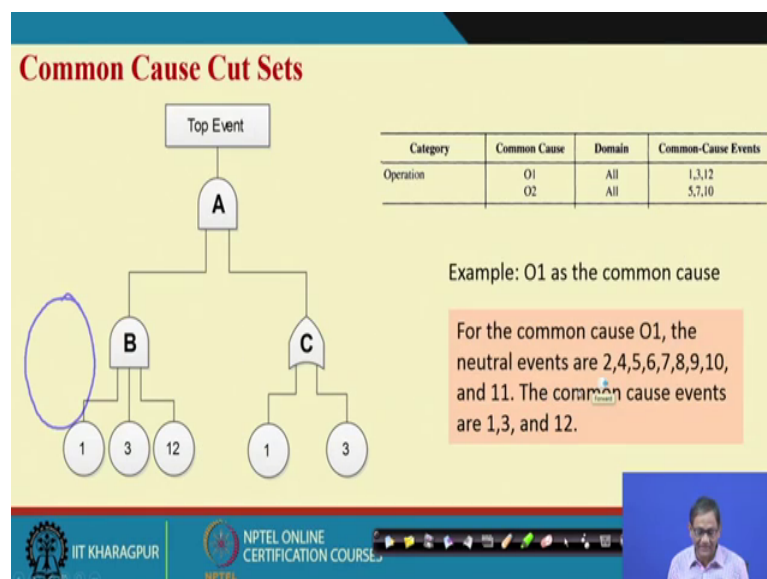 Common Cause Cut Sets
Top Event
A
B
C
1
3
12
1
3
Category Common Cause Domain Common-Cause Events
Operation O1 All 1,3,12
O2 All 5,7,10
Example: O1 as the common cause
For the common cause O1, the
neutral events are 2,4,5,6,7,8,9,10,
and 11. The common cause events
are 1,3, and 12.
Forward
IIT KHARAGPUR
NPTEL ONLINE
CERTIFICATION COURSES
NPTEL